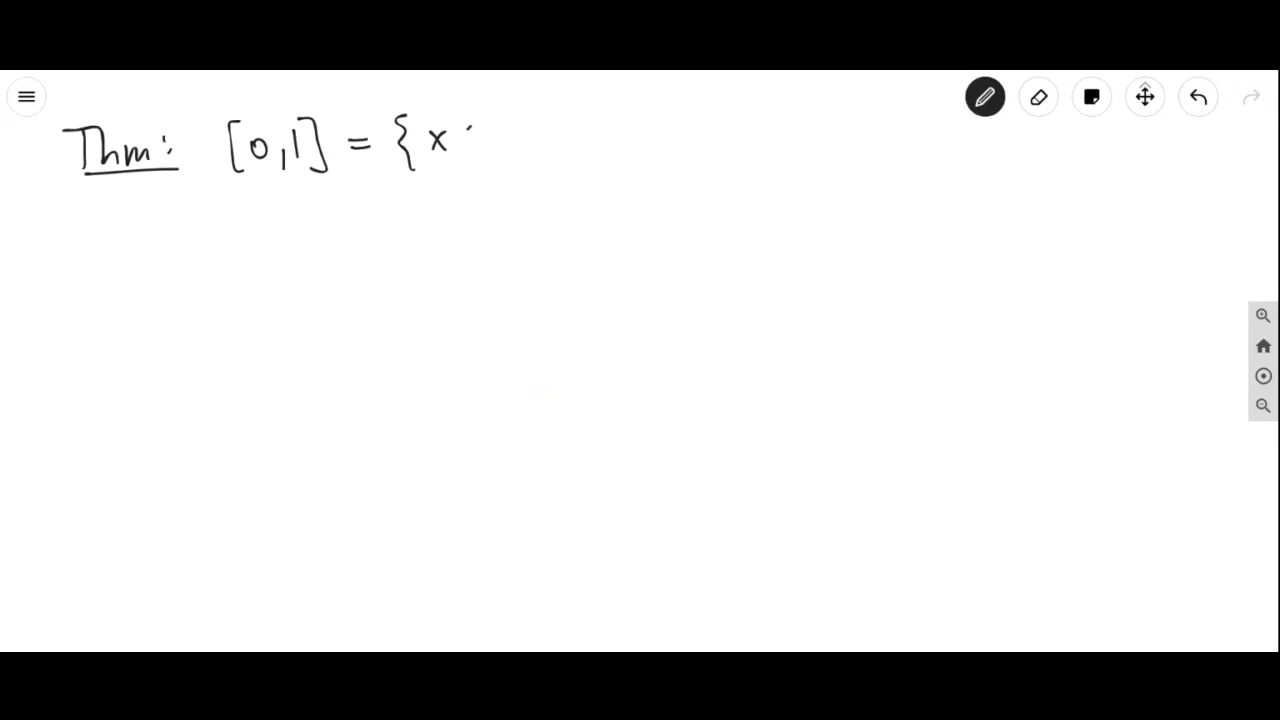 Thm: [0,1] = { x